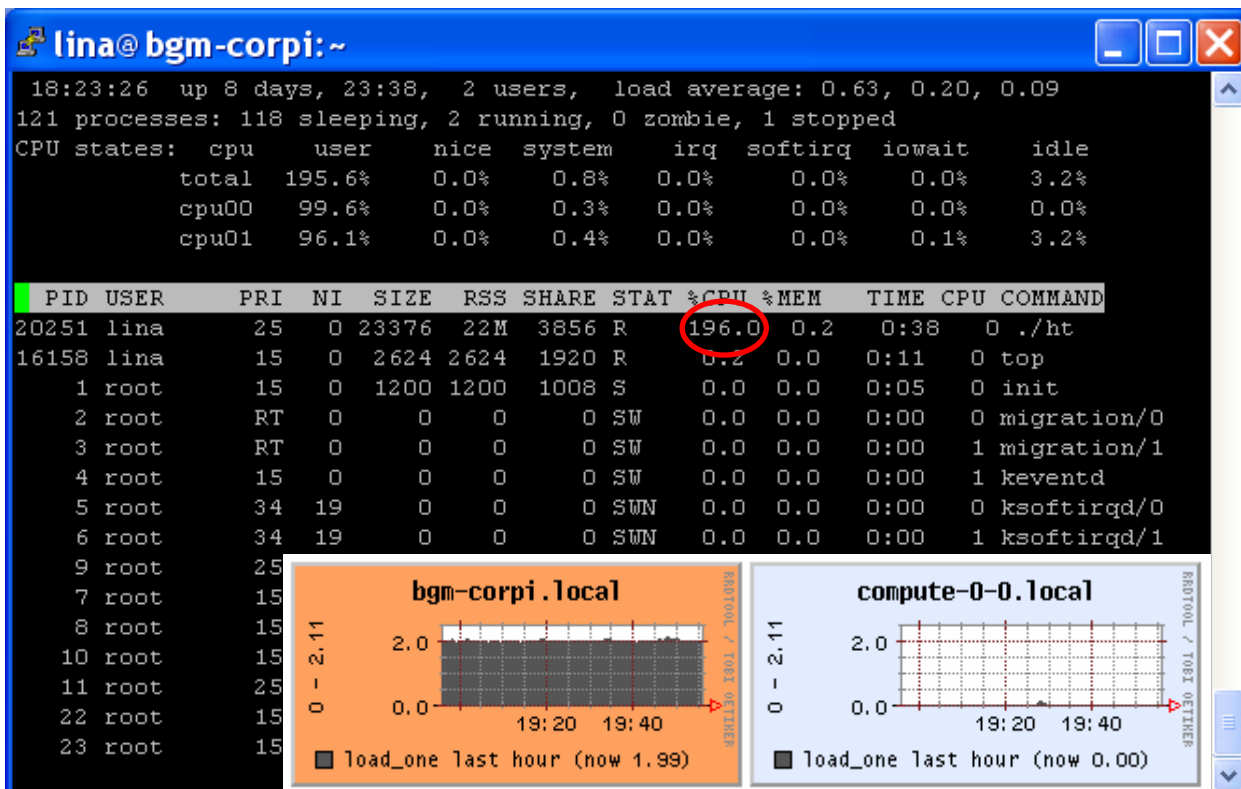 lina@bgm-corpi:~
18:23:26 up 8 days, 23:38, 2 users, load average: 0.63, 0.20, 0.09
121 processes: 118 sleeping, 2 running, 0 zombie, 1 stopped
CPU states: cpu user nice system irq softirq iowait idle
total 195.6% 0.0% 0.8% 0.0% 0.0% 0.0% 3.2%
cpu00 99.6% 0.0% 0.3% 0.0% 0.0% 0.0% 0.0%
cpu01 96.1% 0.0% 0.4% 0.0% 0.0% 0.1% 3.2%
PID USER PRI NI SIZE RSS SHARE STAT %CPU %MEM TIME CPU COMMAND
20251 lina 25 0 23376 22M 3856 R 196.0 0.2 0:38 0 ./ht
16158 lina 15 0 2624 2624 1920 R 0.2 0.0 0:11 0 top
1 root 15 0 1200 1200 1008 S 0.0 0.0 0:05 0 init
2 root RT 0 0 0 0 SW 0.0 0.0 0:00 0 migration/0
3 root RT 0 0 0 0 SW 0.0 0.0 0:00 1 migration/1
4 root 15 0 0 0 0 SW 0.0 0.0 0:00 1 keventd
5 root 34 19 0 0 0 SWN 0.0 0.0 0:00 0 ksoftirqd/0
6 root 34 19 0 0 0 SWN 0.0 0.0 0:00 1 ksoftirqd/1
9 root 25
7 root 15
8 root 15
10 root 15
11 root 25
22 root 15
23 root 15
bgm-corpi.local
RRDTOOL / TOBI OETIKER
0 - 2.11
2.0
0.0
19:20 19:40
load_one last hour (now 1.99)
compute-0-0.local
RRDTOOL / TOBI OETIKER
0 - 2.11
2.0
0.0
19:20 19:40
load_one last hour (now 0.00)